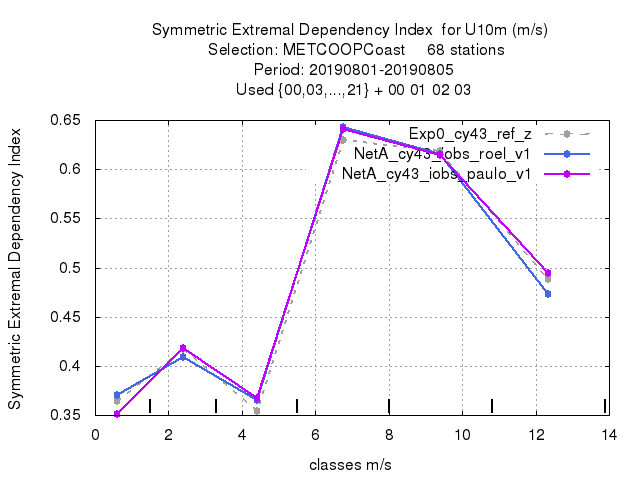 Symmetric Extremal Dependency Index  for U10m (m/s)
Selection: METCOOPCoast     68 stations
Period: 20190801-20190805
Used {00,03,...,21} + 00 01 02 03
Exp0_cy43_ref_z
NetA_cy43_iobs_roel_v1
NetA_cy43_iobs_paulo_v1
Symmetric Extremal Dependency Index
0.65
0.6
0.55
0.5
0.45
0.4
0.35
0 2 4 6 8 10 12 14
classes m/s